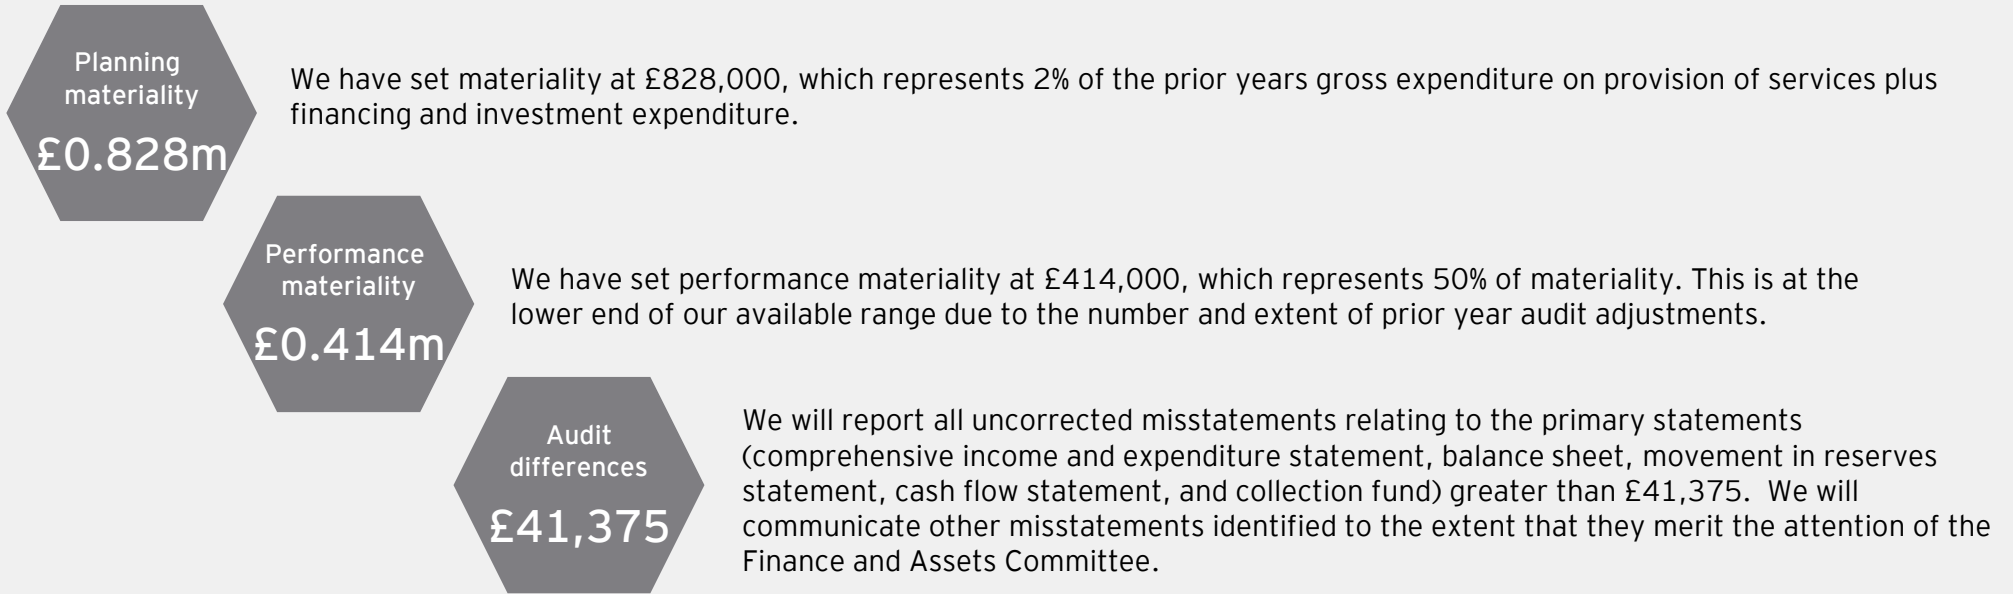 Planning
materiality
£0.828m
We have set materiality at £828,000, which represents 2% of the prior years gross expenditure on provision of services plus
financing and investment expenditure.
Performance
materiality
£0.414m
We have set performance materiality at £414,000, which represents 50% of materiality. This is at the
lower end of our available range due to the number and extent of prior year audit adjustments.
Audit
differences
£41,375
We will report all uncorrected misstatements relating to the primary statements
(comprehensive income and expenditure statement, balance sheet, movement in reserves
statement, cash flow statement, and collection fund) greater than £41,375.  We will
communicate other misstatements identified to the extent that they merit the attention of the
Finance and Assets Committee.